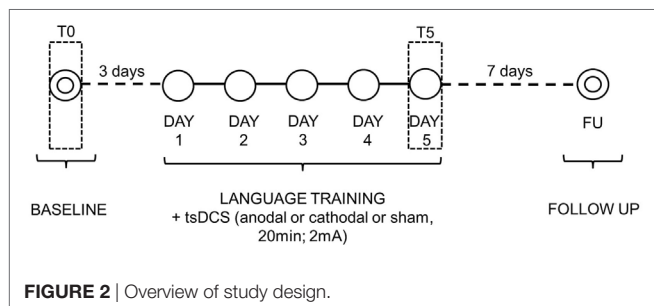 T0
T5
3 days
7 days
DAY 1
DAY 2
DAY 3
DAY 4
DAY 5
FU
BASELINE
LANGUAGE TRAINING
+ tsDCS (anodal or cathodal or sham,
20min; 2mA)
FOLLOW UP
FIGURE 2 | Overview of study design.